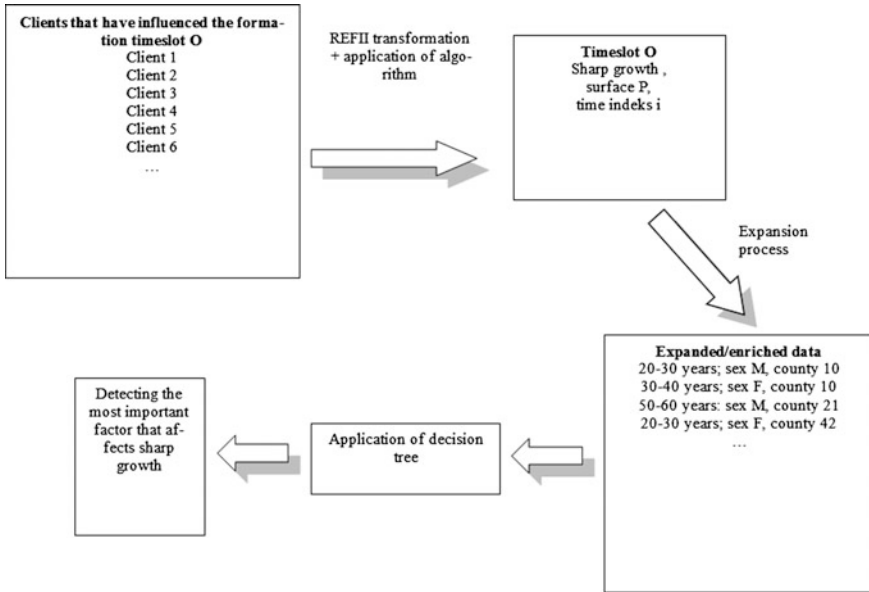 Clients that have influenced the forma-
tion timeslot O
Client 1
Client 2
Client 3
Client 4
Client 5
Client 6
...
REFII transformation
+ application of algo-
rithm
Timeslot O
Sharp growth ,
surface P,
time indeks i
Expansion
process
Expanded/enriched data
20-30 years; sex M, county 10
30-40 years; sex F, county 10
50-60 years: sex M, county 21
20-30 years; sex F, county 42
...
Application of decision
tree
Detecting the
most important
factor that af-
fects sharp
growth